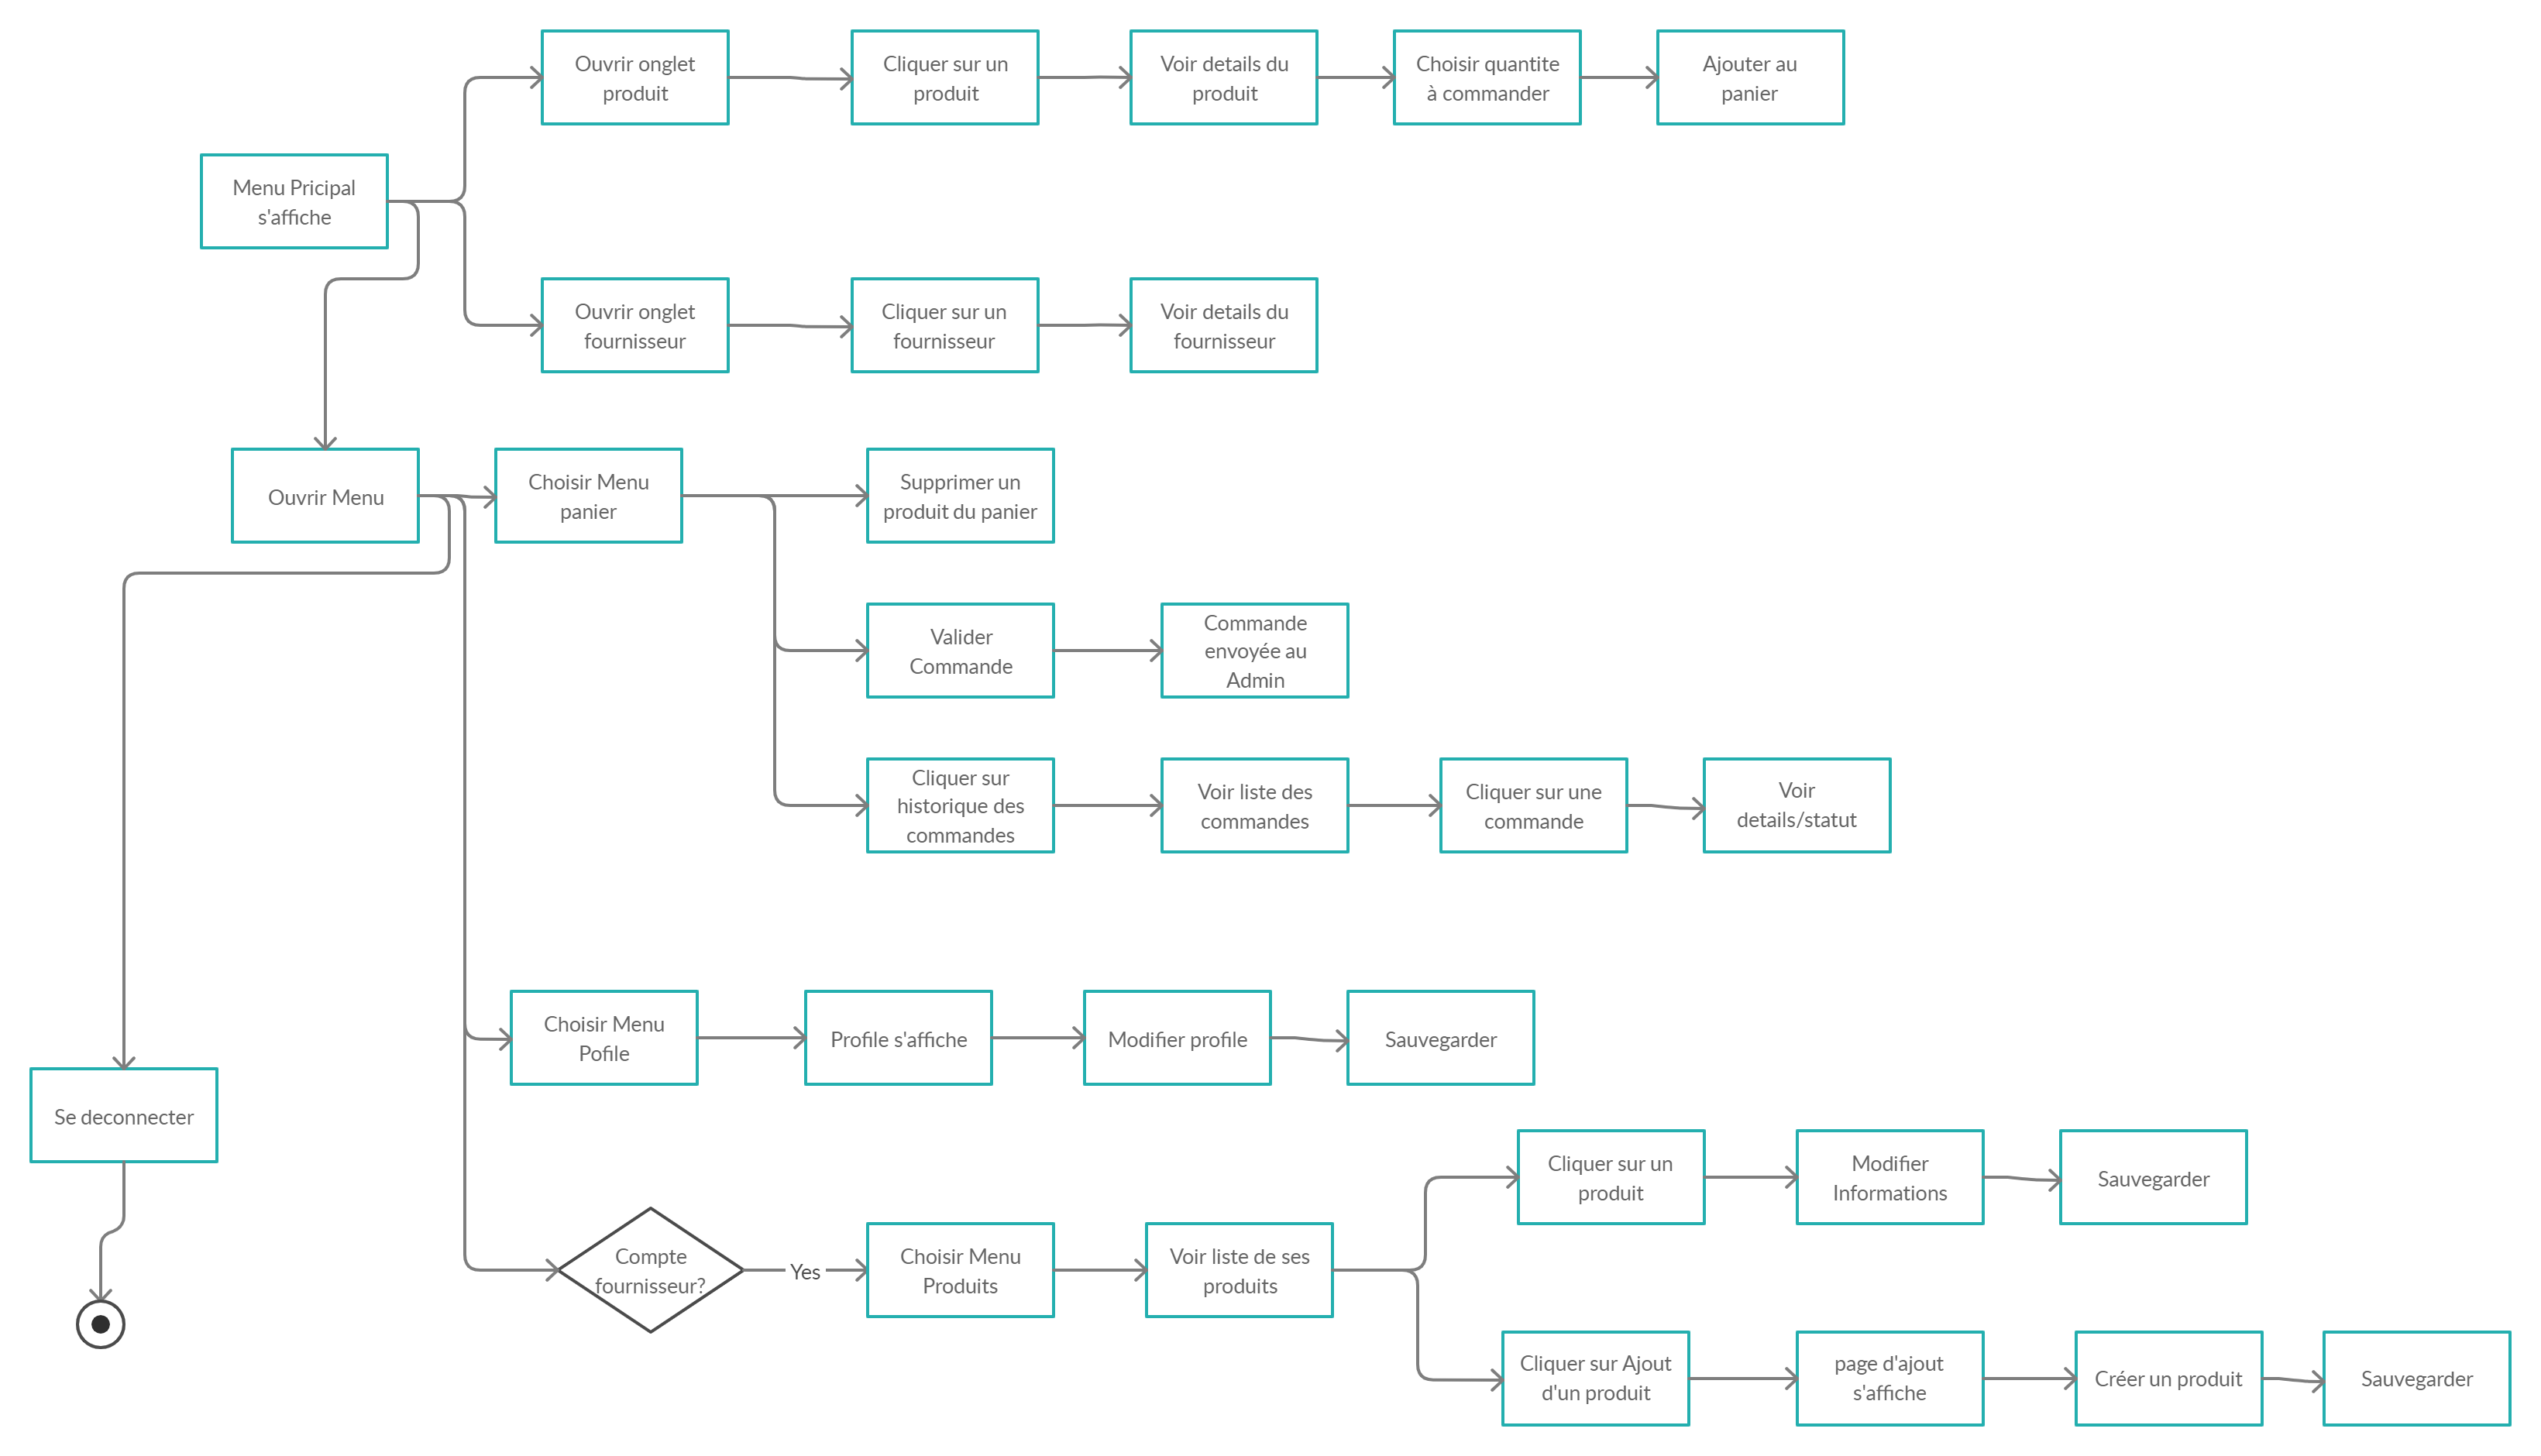 Ouvrir onglet
produit
Cliquer sur un
produit
Voir details du
produit
Choisir quantite
à commander
Ajouter au
panier
Menu Pricipal
s'affiche
Ouvrir onglet
fournisseur
Cliquer sur un
fournisseur
Voir details du
fournisseur
Ouvrir Menu
Choisir Menu
panier
Supprimer un
produit du panier
Valider
Commande
Commande
envoyée au
Admin
Cliquer sur
historique des
commandes
Voir liste des
commandes
Cliquer sur une
commande
Voir
details/statut
Choisir Menu
Pofile
Profile s'affiche
Modifier profile
Sauvegarder
Se deconnecter
Cliquer sur un
produit
Modifier
Informations
Sauvegarder
Compte
fournisseur?
Yes
Choisir Menu
Produits
Voir liste de ses
produits
Cliquer sur Ajout
d'un produit
page d'ajout
s'affiche
Créer un produit
Sauvegarder